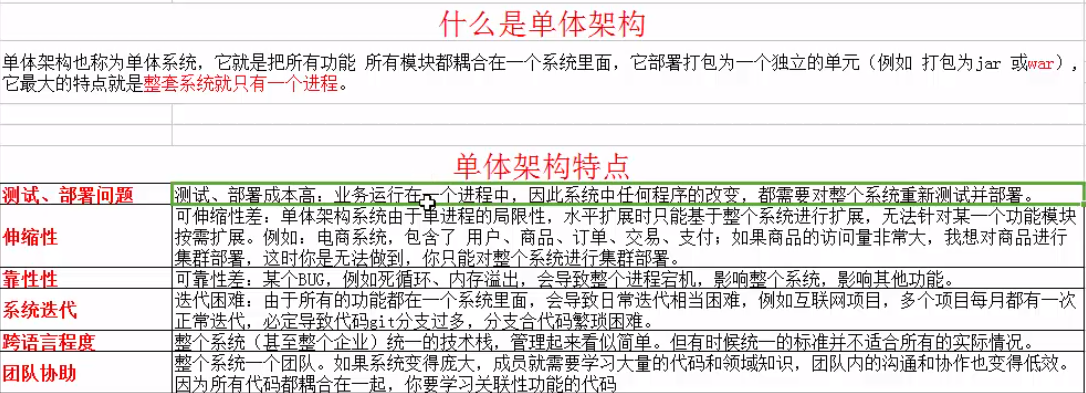 什么是单体架构
单体架构也称为单体系统，它就是把所有功能 所有模块都耦合在一个系统里面，它部署打包为一个独立的单元（例如 打包为jar 或war），
它最大的特点就是整套系统就只有一个进程。
单体架构特点
测试、部署问题 测试、部署成本高：业务运行在一个进程中，因此系统中任何程序的改变，都需要对整个系统重新测试并部署。
伸缩性 可伸缩性差：单体架构系统由于单进程的局限性，水平扩展时只能基于整个系统进行扩展，无法针对某一个功能模块
按需扩展。例如：电商系统，包含了 用户、商品、订单、交易、支付；如果商品的访问量非常大，我想对商品进行
集群部署，这时你是无法做到，你只能对整个系统进行集群部署。
靠性性 可靠性差：某个BUG，例如死循环、内存溢出，会导致整个进程宕机，影响整个系统，影响其他功能。
系统迭代 迭代困难：由于所有的功能都在一个系统里面，会导致日常迭代相当困难，例如互联网项目，多个项目每月都有一次
正常迭代，必定导致代码git分支过多，分支合代码繁琐困难。
跨语言程度 整个系统（甚至整个企业）统一的技术栈，管理起来看似简单。但有时候统一的标准并不适合所有的实际情况。
团队协助 整个系统一个团队。如果系统变得庞大，成员就需要学习大量的代码和领域知识，团队内的沟通和协作也变得低效。
因为所有代码都耦合在一起，你要学习关联性功能的代码